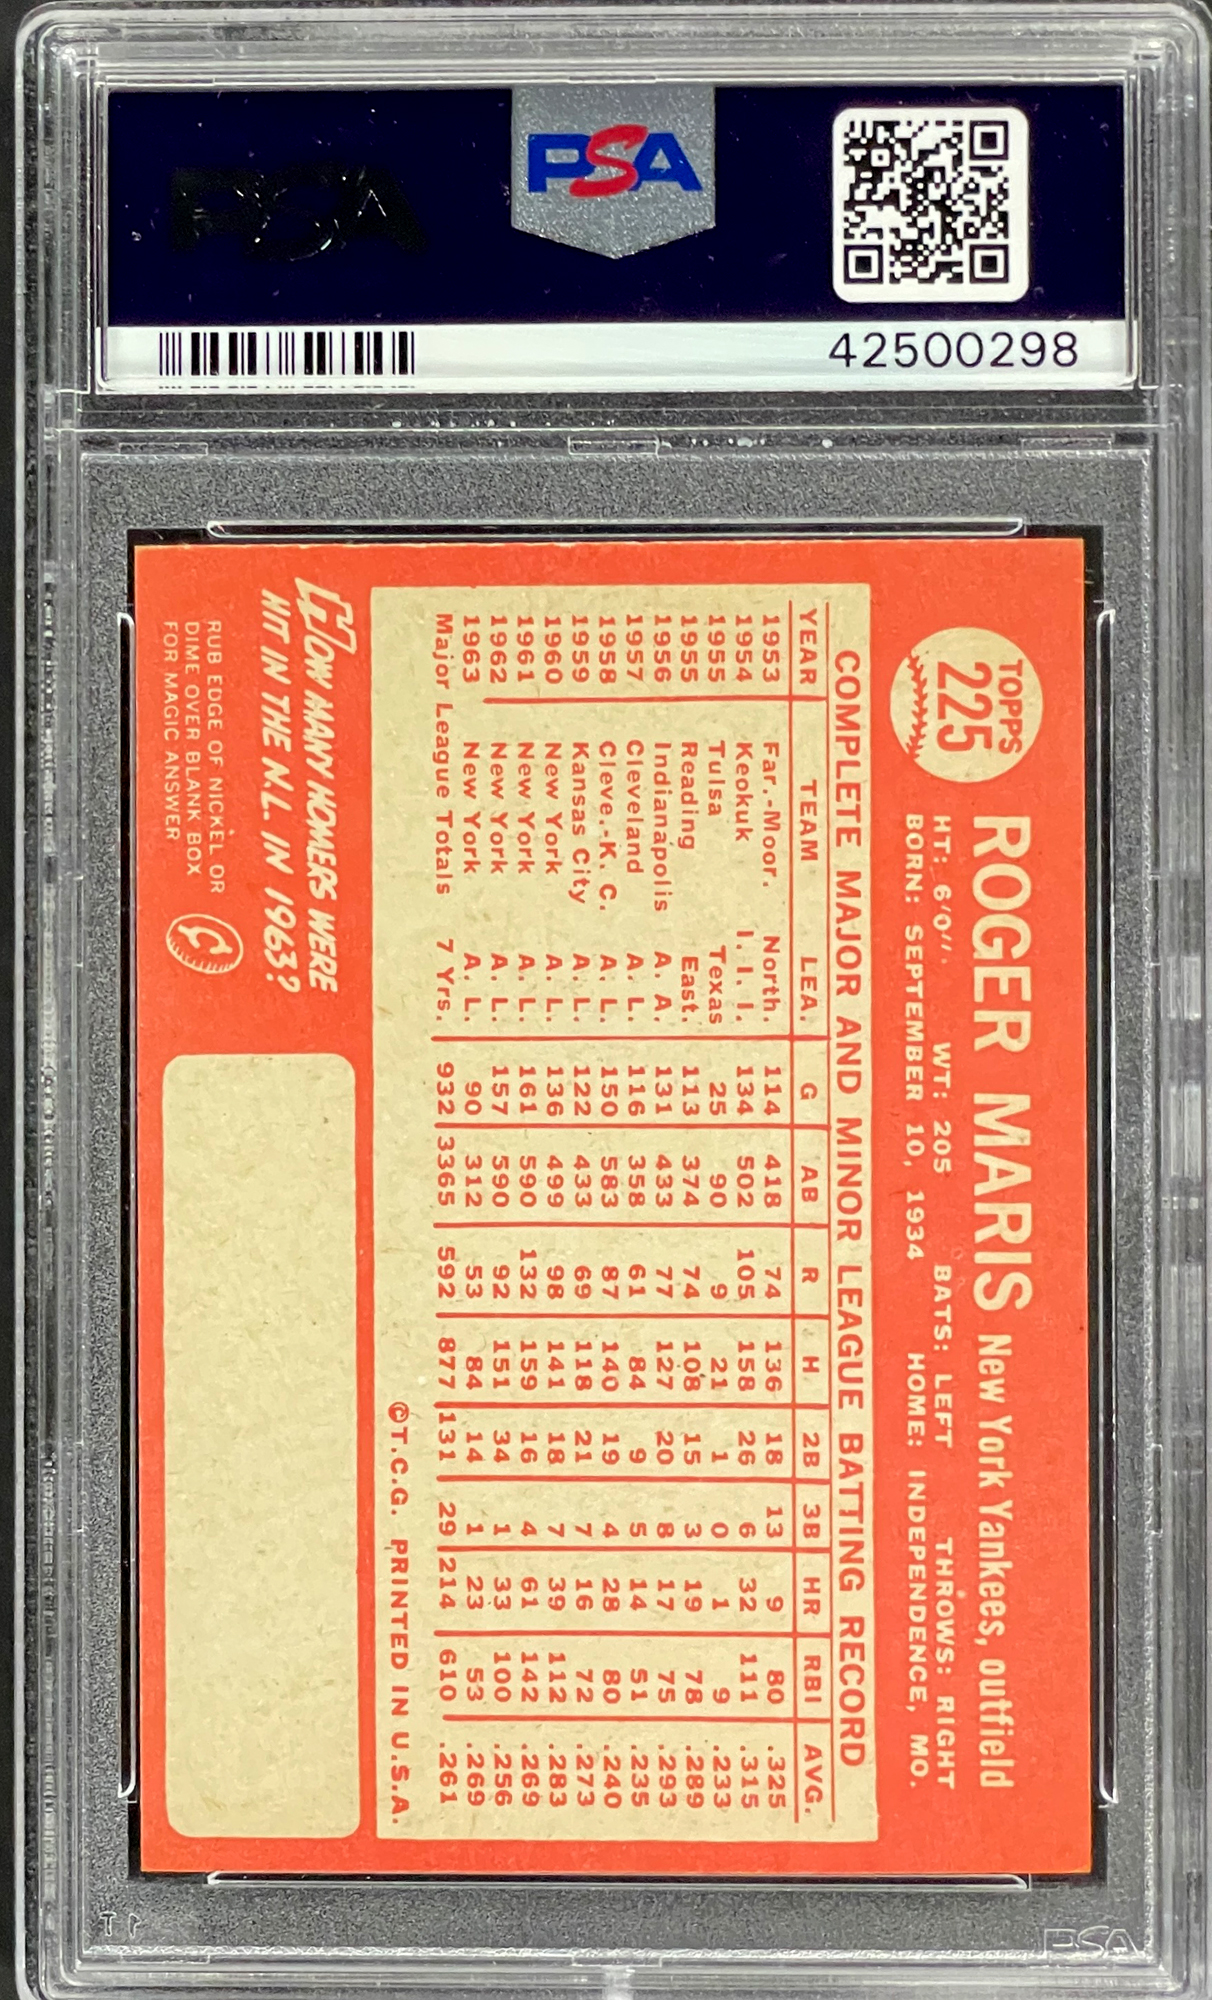 PSA
PSA
42500298
TOPPS
225
ROGER MARIS New York Yankees, outfield
HT: 6'0" WT: 205 BATS: LEFT THROWS: RIGHT
BORN: SEPTEMBER 10, 1934 HOME: INDEPENDENCE, MO.
COMPLETE MAJOR AND MINOR LEAGUE BATTING RECORD
YEAR TEAM LEA. G AB R H 2B 3B HR RBI AVG.
1953 Far.-Moor. North. 114 418 74 136 18 13 9 80 .325
1954 Keokuk I. I. I. 134 502 105 158 26 6 32 111 .315
1955 Tulsa Texas 25 90 9 21 1 0 1 9 .233
1955 Reading East. 113 374 74 108 15 3 19 78 .289
1956 Indianapolis A. A. 131 433 77 127 20 8 17 75 .293
1957 Cleveland A. L. 116 358 61 84 9 5 14 51 .235
1958 Cleve.-K. C. A. L. 150 583 87 140 19 4 28 80 .240
1959 Kansas City A. L. 122 433 69 118 21 7 16 72 .273
1960 New York A. L. 136 499 98 141 18 7 39 112 .283
1961 New York A. L. 161 590 132 159 16 4 61 142 .269
1962 New York A. L. 157 590 92 151 34 1 33 100 .256
1963 New York A. L. 90 312 53 84 14 1 23 53 .269
Major League Totals 7 Yrs. 932 3365 592 877 131 29 214 610 .261
©T.C.G. PRINTED IN U.S.A.
HOW MANY HOMERS WERE
HIT IN THE N.L. IN 1963?
RUB EDGE OF NICKEL OR
DIME OVER BLANK BOX
FOR MAGIC ANSWER
PSA